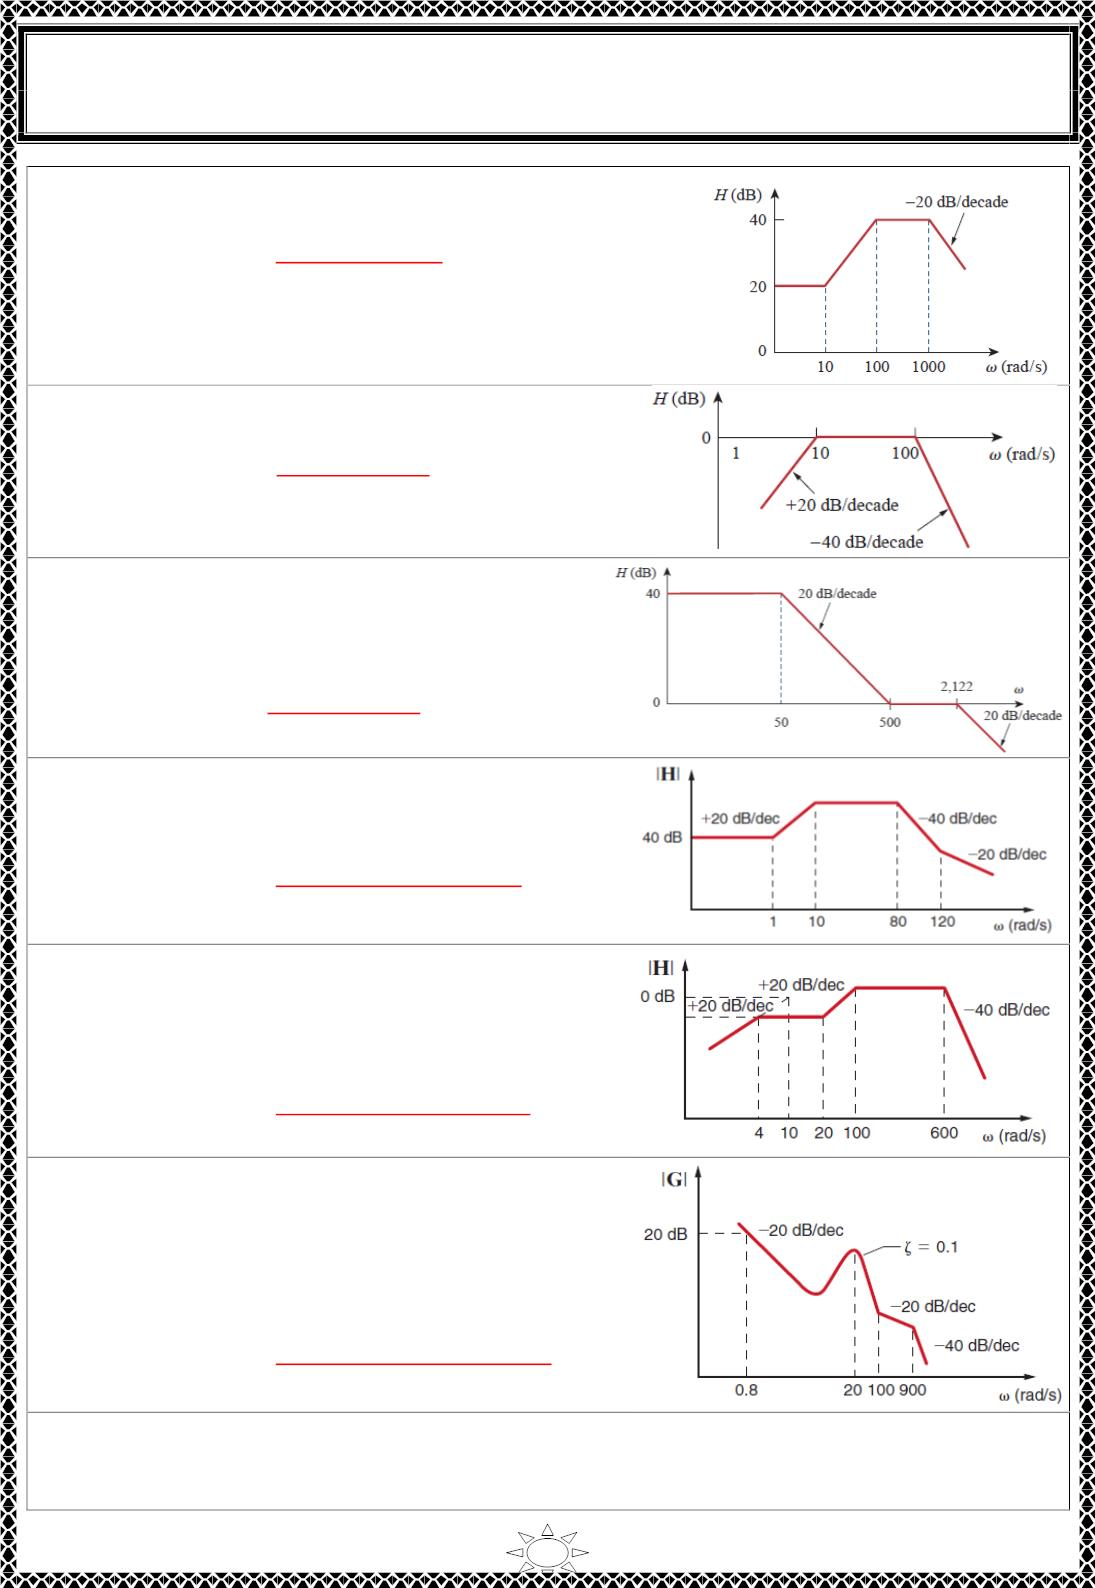 H (dB)
−20 dB/decade
40
20
0
10 100 1000 ω (rad/s)
H (dB)
0
1 10 100 ω (rad/s)
+20 dB/decade
−40 dB/decade
H (dB)
40
20 dB/decade
2,122 ω
0
50 500 20 dB/decade
|H|
+20 dB/dec −40 dB/dec
40 dB
−20 dB/dec
1 10 80 120 ω (rad/s)
|H|
+20 dB/dec
0 dB
+20 dB/dec −40 dB/dec
4 10 20 100 600 ω (rad/s)
|G|
20 dB −20 dB/dec
ζ = 0.1
−20 dB/dec
−40 dB/dec
0.8 20 100 900 ω (rad/s)